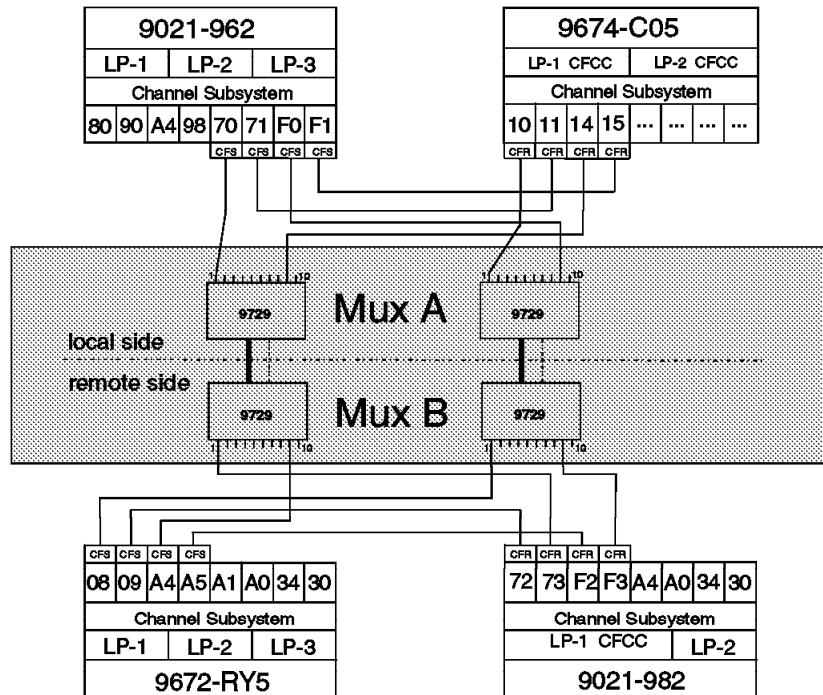 9021-962
LP-1 LP-2 LP-3
Channel Subsystem
80 90 A4 98 70 71 F0 F1
CFS CFS CFS CFS
9674-C05
LP-1 CFCC LP-2 CFCC
Channel Subsystem
10 11 14 15 ... ... ... ...
CFR CFR CFR CFR
1 10 1 10
9729 Mux A 9729
local side
remote side
9729 Mux B 9729
1 10 1 10
CFS CFS CFS CFS
08 09 A4 A5 A1 A0 34 30
Channel Subsystem
LP-1 LP-2 LP-3
9672-RY5
CFR CFR CFR CFR
72 73 F2 F3 A4 A0 34 30
Channel Subsystem
LP-1 CFCC LP-2
9021-982